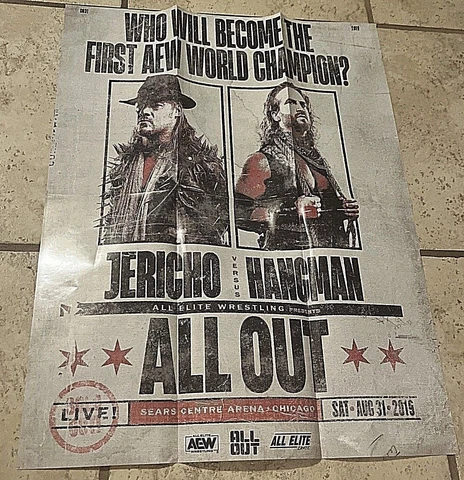 WHO WILL BECOME THE
FIRST AEW WORLD CHAMPION?
JERICHO VERSUS HANGMAN
ALL ELITE WRESTLING PRESENTS
ALL OUT
LIVE!
SEARS CENTRE ARENA CHICAGO
SAT AUG 31 2019
AEW
ALL OUT
ALL ELITE